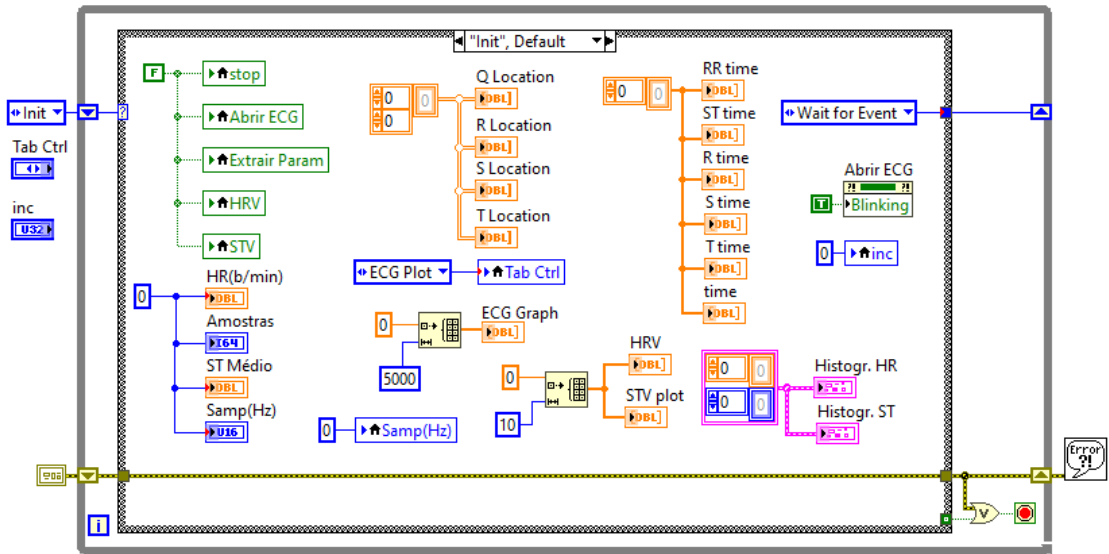 "Init", Default
Init
?
Tab Ctrl
inc
U32
F
stop
Abrir ECG
Extrair Param
HRV
STV
0
HR(b/min)
DBL
Amostras
I64
ST Médio
DBL
Samp(Hz)
U16
0
0
0
Q Location
DBL]
R Location
DBL]
S Location
DBL]
T Location
DBL]
ECG Plot
Tab Ctrl
0
5000
ECG Graph
DBL]
0
Samp(Hz)
0
10
HRV
DBL]
STV plot
DBL]
0
0
RR time
DBL]
ST time
DBL]
R time
DBL]
S time
DBL]
T time
DBL]
time
DBL]
0
0
0
0
Histogr. HR
Histogr. ST
Wait for Event
Abrir ECG
?! ?!
T
Blinking
0
inc
i
V
Error
?!